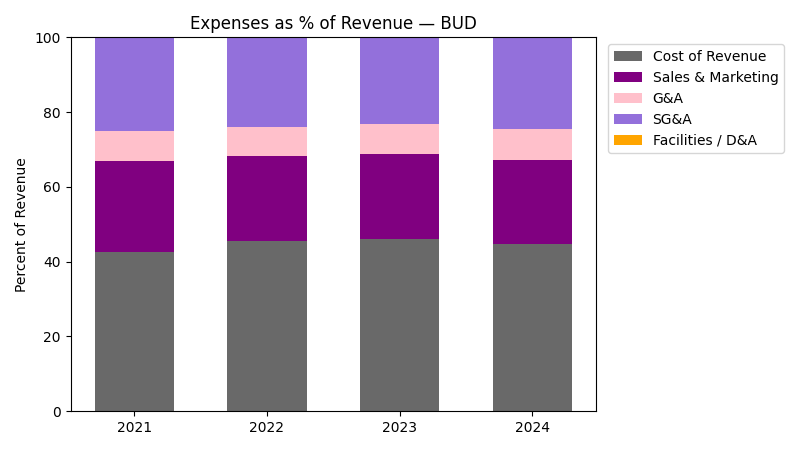 Expenses as % of Revenue — BUD
Percent of Revenue
100
80
60
40
20
0
2021 2022 2023 2024
Cost of Revenue
Sales & Marketing
G&A
SG&A
Facilities / D&A